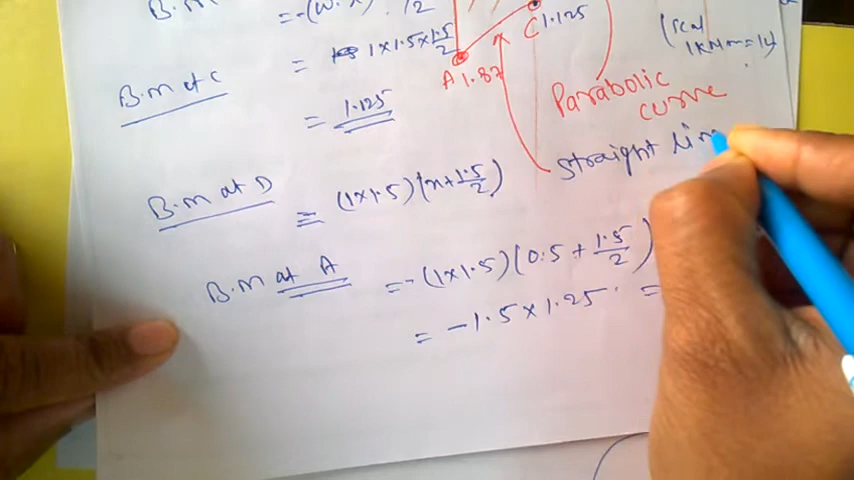 B.M
= -(w.x) . /2
= 1×1.5×1.5/2
C 1.125
A 1.87
(scal
1KNm=1
B.M at C
= 1.125
Parabolic
curve
straight lin
B.M at D
= (1×1.5)(x+1.5/2)
B.M at A
= -(1×1.5)(0.5+1.5/2)
= -1.5×1.25 =